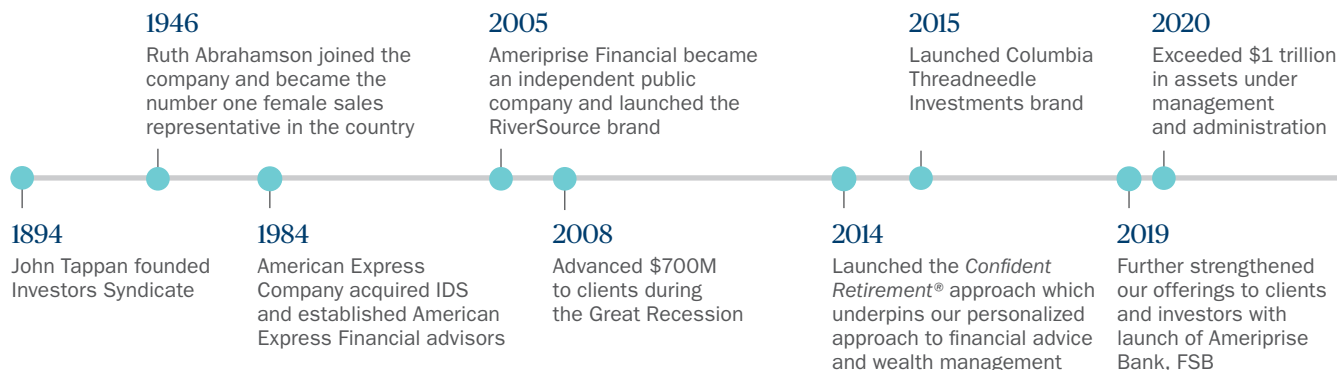 1946
Ruth Abrahamson joined the
company and became the
number one female sales
representative in the country
2005
Ameriprise Financial became
an independent public
company and launched the
RiverSource brand
2015
Launched Columbia
Threadneedle
Investments brand
2020
Exceeded $1 trillion
in assets under
management
and administration
1894
John Tappan founded
Investors Syndicate
1984
American Express
Company acquired IDS
and established American
Express Financial advisors
2008
Advanced $700M
to clients during
the Great Recession
2014
Launched the Confident
Retirement® approach which
underpins our personalized
approach to financial advice
and wealth management
2019
Further strengthened
our offerings to clients
and investors with
launch of Ameriprise
Bank, FSB